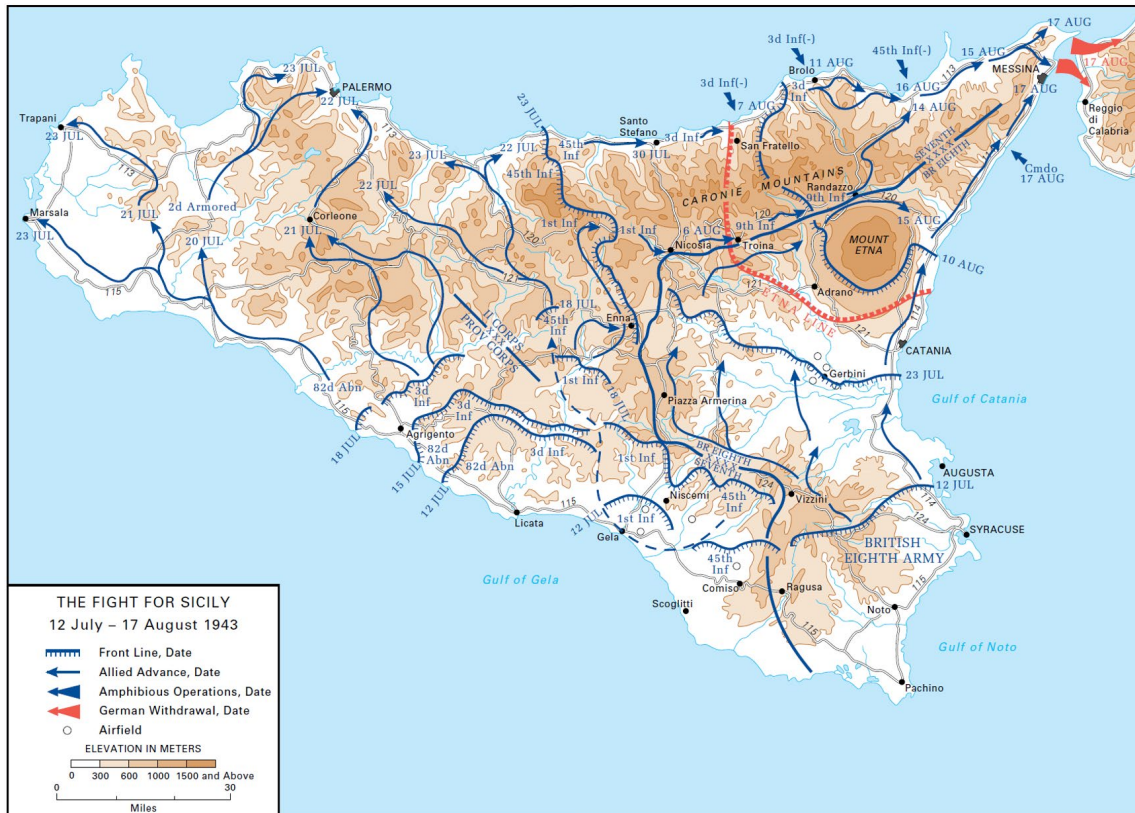 17 AUG
3d Inf(-)
45th Inf(-)
15 AUG
113
MESSINA
17 AUG
17 AUG
Reggio
di
Calabria
Brolo
11 AUG
3d
Inf
16 AUG
14 AUG
3d Inf(-)
7 AUG
23 JUL
PALERMO
22 JUL
Trapani
23 JUL
113
113
23 JUL
45th
Inf
45th Inf
22 JUL
23 JUL
22 JUL
Santo
Stefano
30 JUL
3d Inf
San Fratello
CARONIE MOUNTAINS
SEVENTH
XXXXX
BR EIGHTH
Cmdo
17 AUG
Randazzo
9th Inf
120
120
9th Inf
6 AUG
Troina
Nicosia
1st Inf
1st Inf
15 AUG
MOUNT
ETNA
10 AUG
Adrano
ETNA LINE
121
121
114
CATANIA
Marsala
23 JUL
21 JUL
2d Armored
20 JUL
Corleone
21 JUL
115
120
121
18 JUL
45th
Inf
II CORPS
XXX
PROV CORPS
Enna
1st Inf
18 JUL
Gerbini
23 JUL
Gulf of Catania
Piazza Armerina
82d Abn
3d
Inf
3d
Inf
115
18 JUL
Agrigento
82d
Abn
15 JUL
82d Abn
3d Inf
12 JUL
1st Inf
BR EIGHTH
XXXX
SEVENTH
124
Vizzini
AUGUSTA
12 JUL
114
124
SYRACUSE
BRITISH
EIGHTH ARMY
Niscemi
45th
Inf
12 JUL
1st Inf
115
Licata
Gela
45th
Inf
Comiso
Ragusa
Scoglitti
115
Noto
115
Gulf of Gela
Gulf of Noto
Pachino
THE FIGHT FOR SICILY
12 July – 17 August 1943
Front Line, Date
Allied Advance, Date
Amphibious Operations, Date
German Withdrawal, Date
Airfield
ELEVATION IN METERS
0 300 600 1000 1500 and Above
0 30
Miles